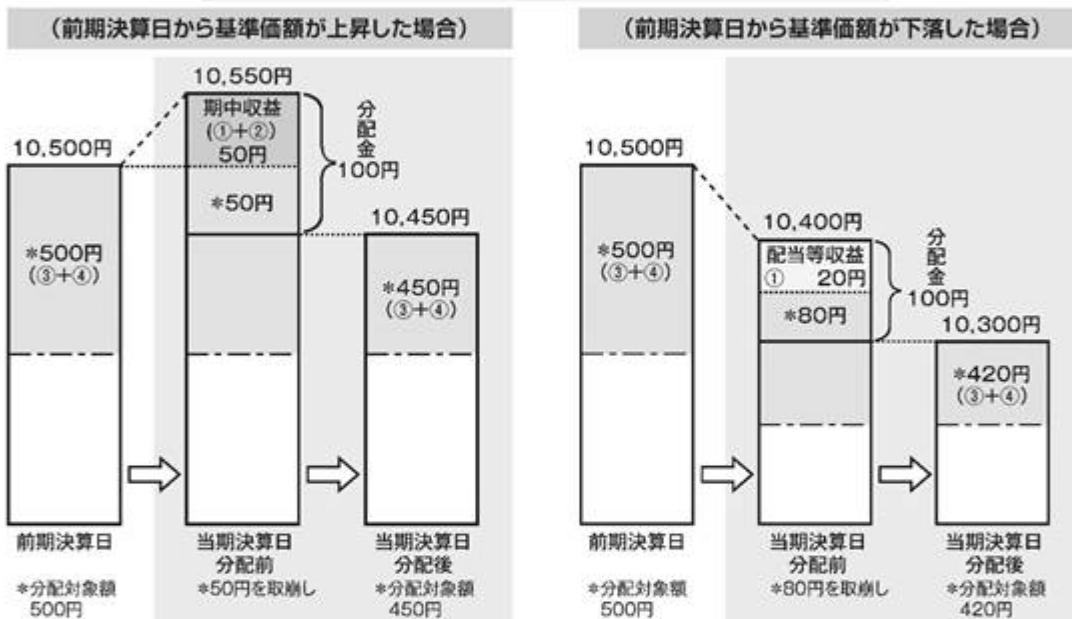 (前期決算日から基準価額が上昇した場合)
10,550円
期中収益
(①+②)
50円
分配金
100円
10,500円
*50円
10,450円
*500円
(③+④)
*450円
(③+④)
前期決算日
当期決算日
分配前
当期決算日
分配後
*分配対象額
500円
*50円を取崩し
*分配対象額
450円
(前期決算日から基準価額が下落した場合)
10,500円
10,400円
配当等収益
① 20円
分配金
100円
*500円
(③+④)
*80円
10,300円
*420円
(③+④)
前期決算日
当期決算日
分配前
当期決算日
分配後
*分配対象額
500円
*80円を取崩し
*分配対象額
420円